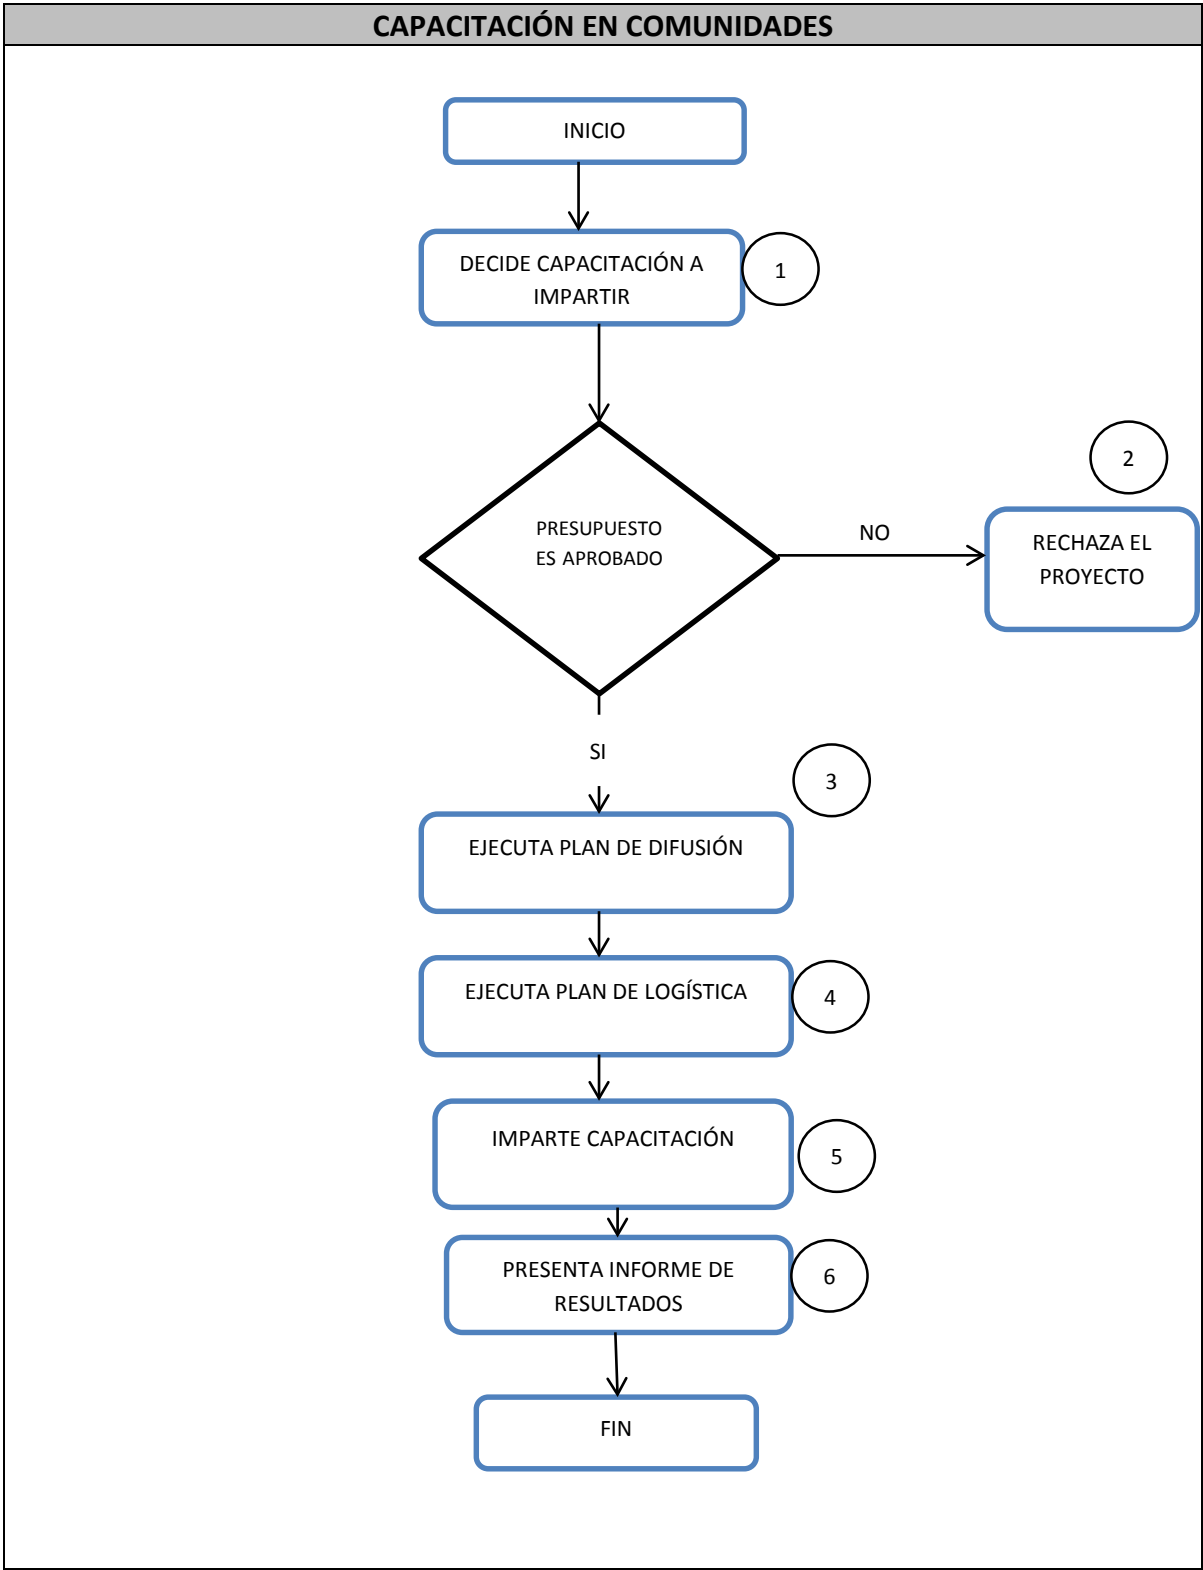 CAPACITACIÓN EN COMUNIDADES
INICIO
DECIDE CAPACITACIÓN A
IMPARTIR
1
PRESUPUESTO
ES APROBADO
NO
2
RECHAZA EL
PROYECTO
SI
3
EJECUTA PLAN DE DIFUSIÓN
EJECUTA PLAN DE LOGÍSTICA
4
IMPARTE CAPACITACIÓN
5
PRESENTA INFORME DE
RESULTADOS
6
FIN